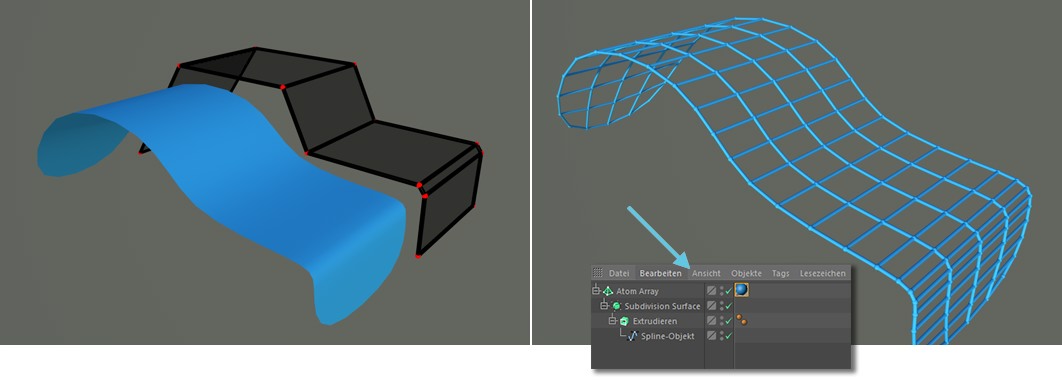 Datei Bearbeiten Ansicht Objekte Tags Lesezeichen
Atom Array
Subdivision Surface
Extrudieren
Spline-Objekt